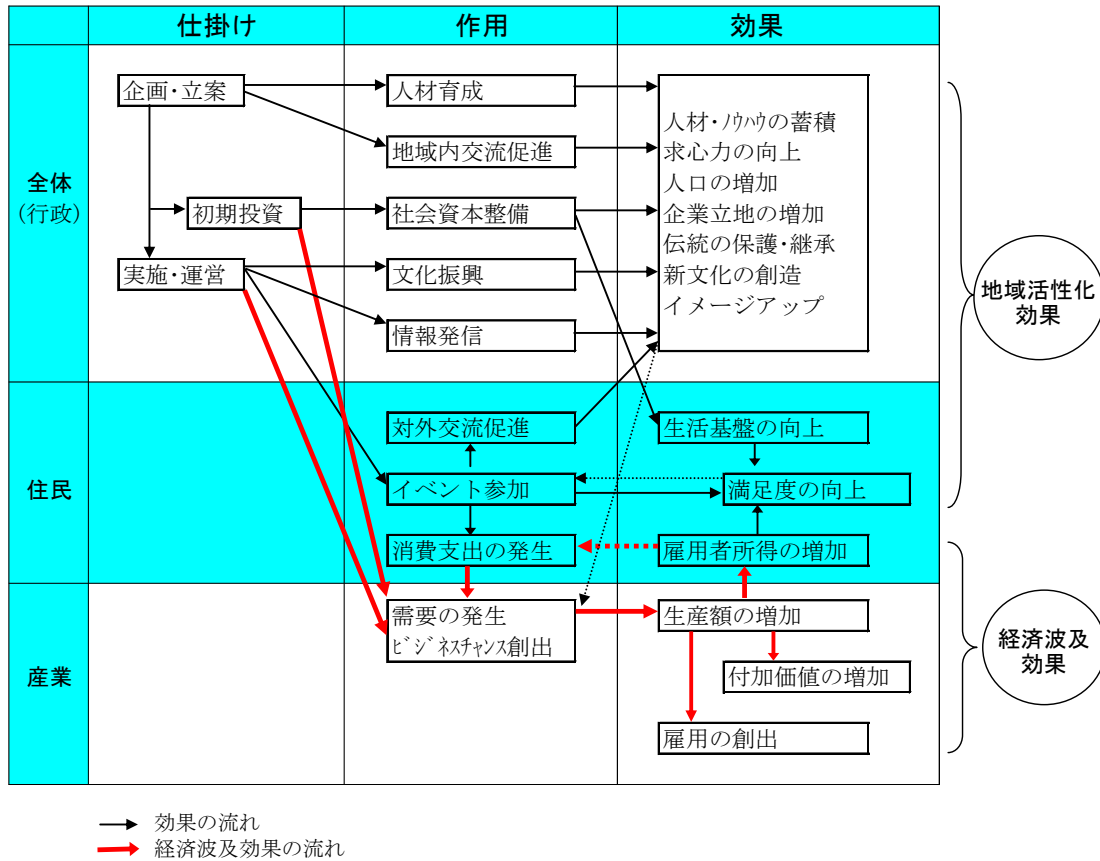 仕掛け 作用 効果
全体
(行政)
企画・立案
初期投資
実施・運営
人材育成
地域内交流促進
社会資本整備
文化振興
情報発信
人材・ノウハウの蓄積
求心力の向上
人口の増加
企業立地の増加
伝統の保護・継承
新文化の創造
イメージアップ
地域活性化
効果
住民
対外交流促進
イベント参加
消費支出の発生
生活基盤の向上
満足度の向上
雇用者所得の増加
産業
需要の発生
ビジネスチャンス創出
生産額の増加
付加価値の増加
雇用の創出
経済波及
効果
効果の流れ
経済波及効果の流れ